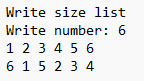 Write size list
Write number: 6
1 2 3 4 5 6
6 1 5 2 3 4